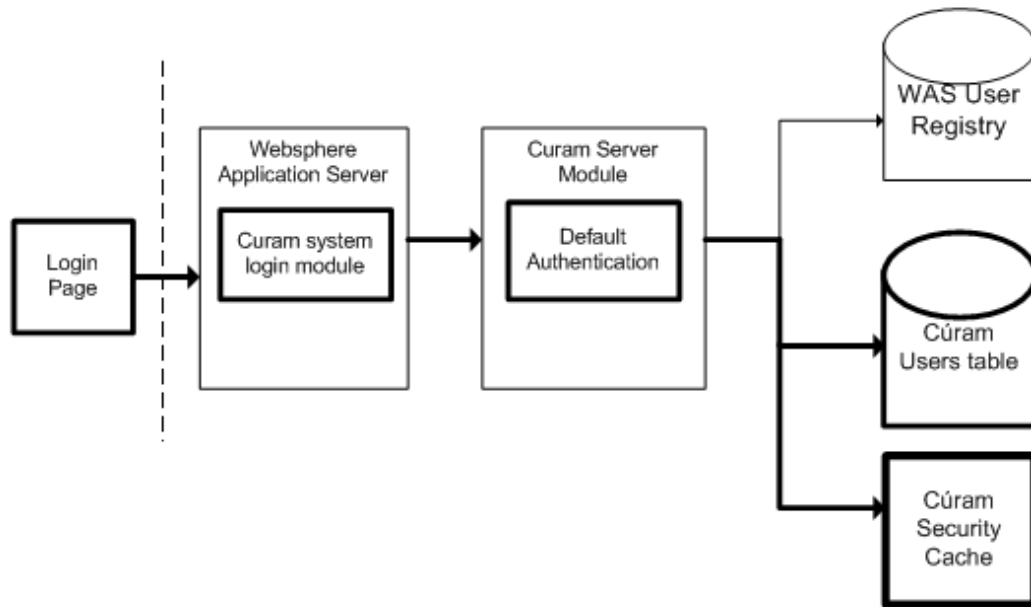 Login
Page
Websphere
Application Server
Curam system
login module
Curam Server
Module
Default
Authentication
WAS User
Registry
Cúram
Users table
Cúram
Security
Cache